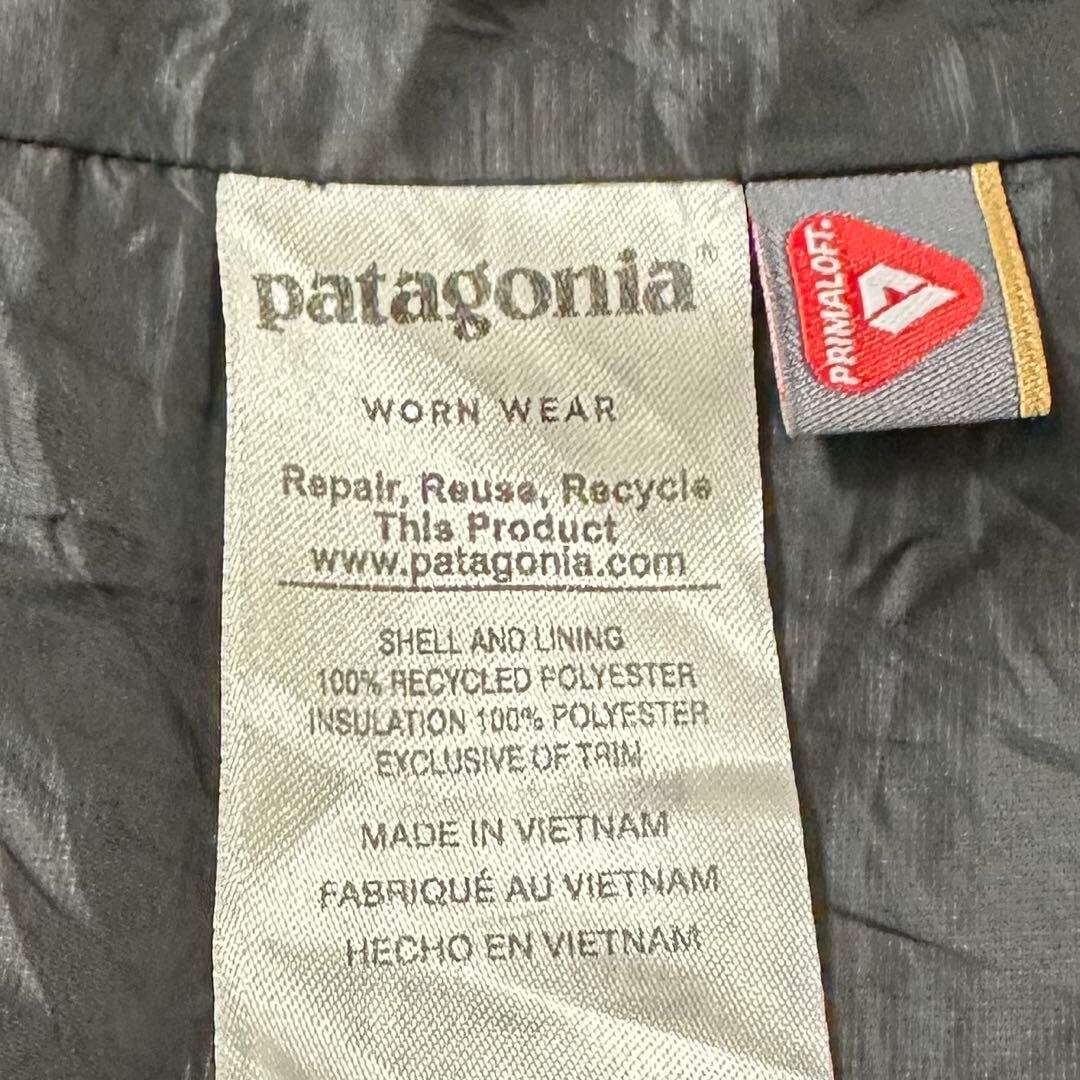 patagonia®
WORN WEAR
Repair, Reuse, Recycle
This Product
www.patagonia.com
SHELL AND LINING
100% RECYCLED POLYESTER
INSULATION 100% POLYESTER
EXCLUSIVE OF TRIM
MADE IN VIETNAM
FABRIQUÉ AU VIETNAM
HECHO EN VIETNAM
PRIMALOFT®